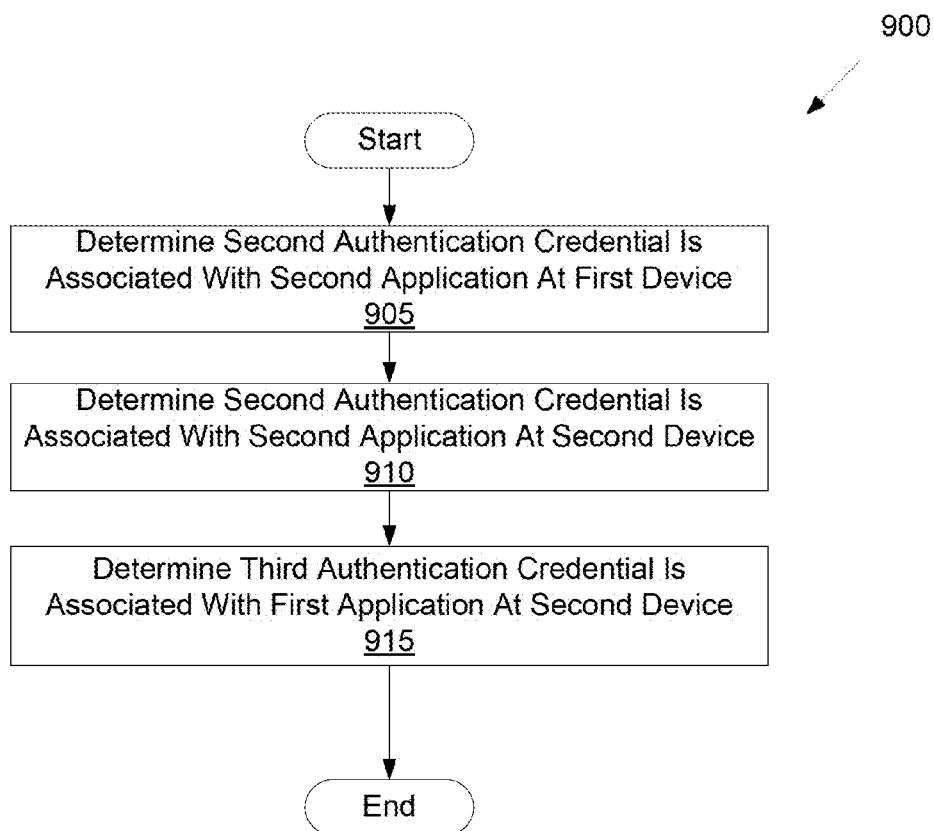 900
Start
Determine Second Authentication Credential Is
Associated With Second Application At First Device
905
Determine Second Authentication Credential Is
Associated With Second Application At Second Device
910
Determine Third Authentication Credential Is
Associated With First Application At Second Device
915
End